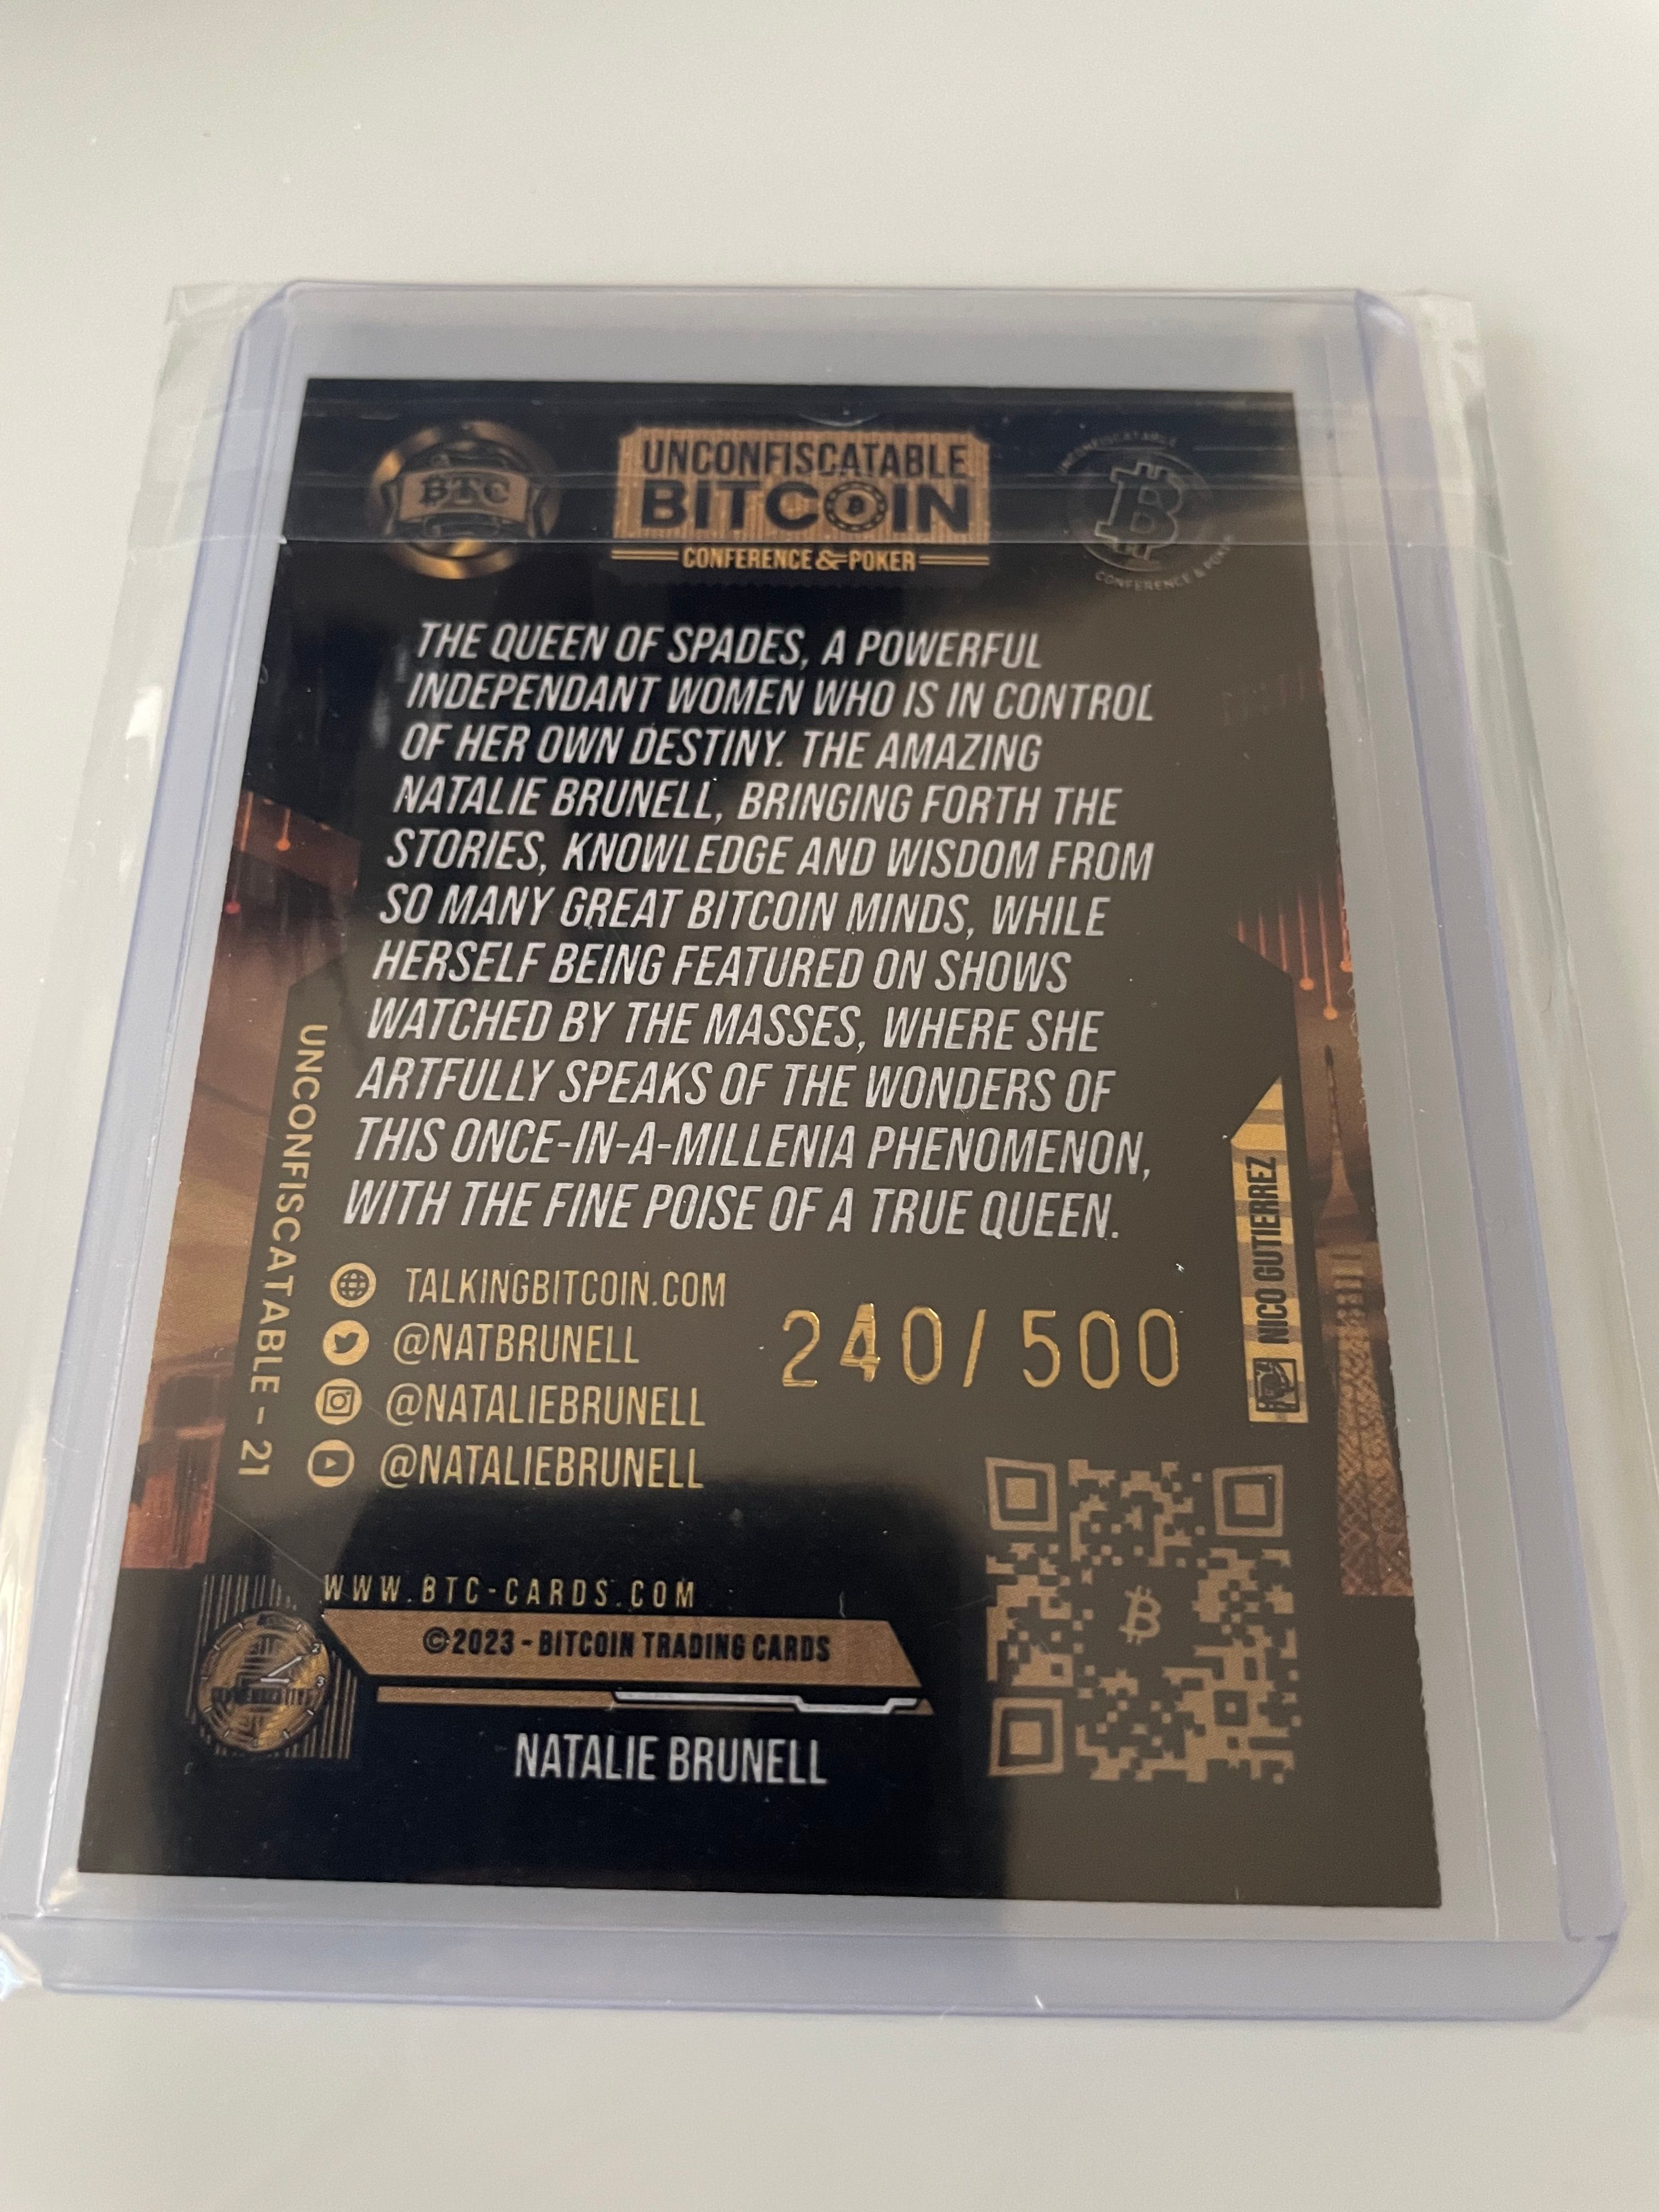 BTC
UNCONFISCATABLE
BITCOIN
CONFERENCE & POKER
UNCONFISCATABLE
CONFERENCE & POKER
THE QUEEN OF SPADES, A POWERFUL
INDEPENDANT WOMEN WHO IS IN CONTROL
OF HER OWN DESTINY. THE AMAZING
NATALIE BRUNELL, BRINGING FORTH THE
STORIES, KNOWLEDGE AND WISDOM FROM
SO MANY GREAT BITCOIN MINDS, WHILE
HERSELF BEING FEATURED ON SHOWS
WATCHED BY THE MASSES, WHERE SHE
ARTFULLY SPEAKS OF THE WONDERS OF
THIS ONCE-IN-A-MILLENIA PHENOMENON,
WITH THE FINE POISE OF A TRUE QUEEN.
UNCONFISCATABLE - 21
NICO GUTIERREZ
TALKINGBITCOIN.COM
@NATBRUNELL
@NATALIEBRUNELL
@NATALIEBRUNELL
240/500
WWW.BTC-CARDS.COM
©2023 - BITCOIN TRADING CARDS
NATALIE BRUNELL